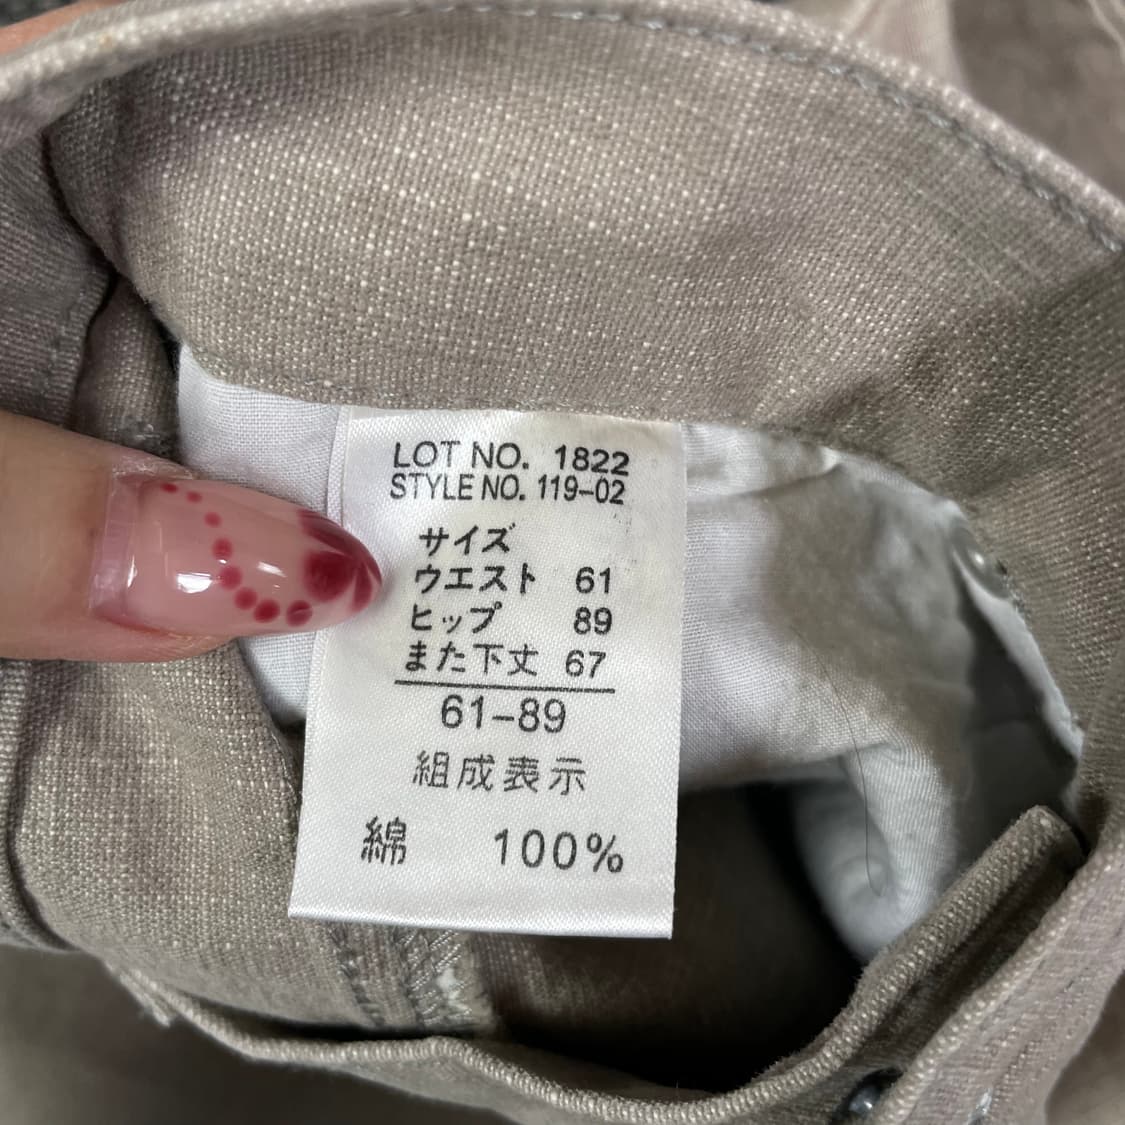 LOT NO. 1822
STYLE NO. 119-02
サイズ
ウエスト 61
ヒップ 89
また下丈 67
61-89
組成表示
綿 100%